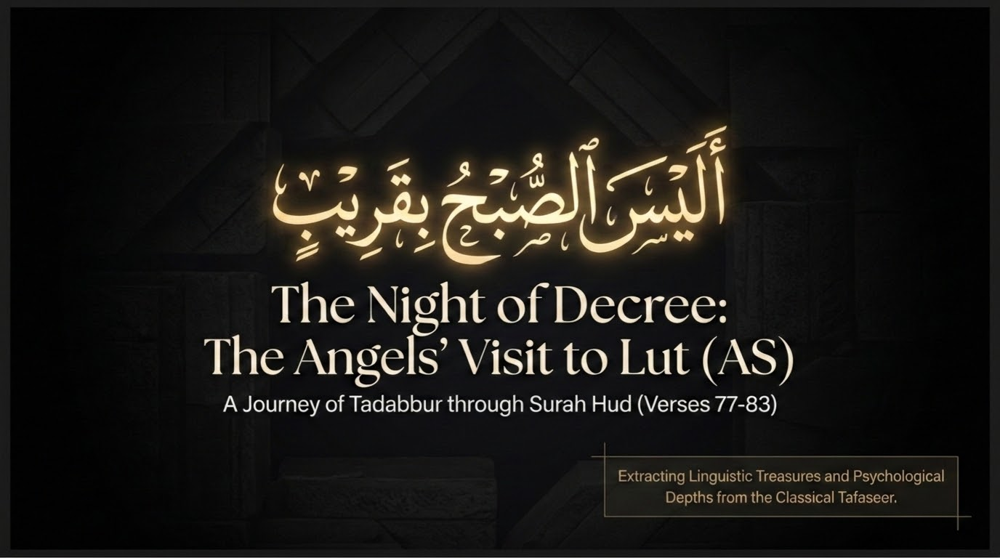 أَلَيْسَ ٱلصُّبْحُ بِقَرِيبٍ
The Night of Decree:
The Angels’ Visit to Lut (AS)
A Journey of Tadabbur through Surah Hud (Verses 77-83)
Extracting Linguistic Treasures and Psychological
Depths from the Classical Tafaseer.